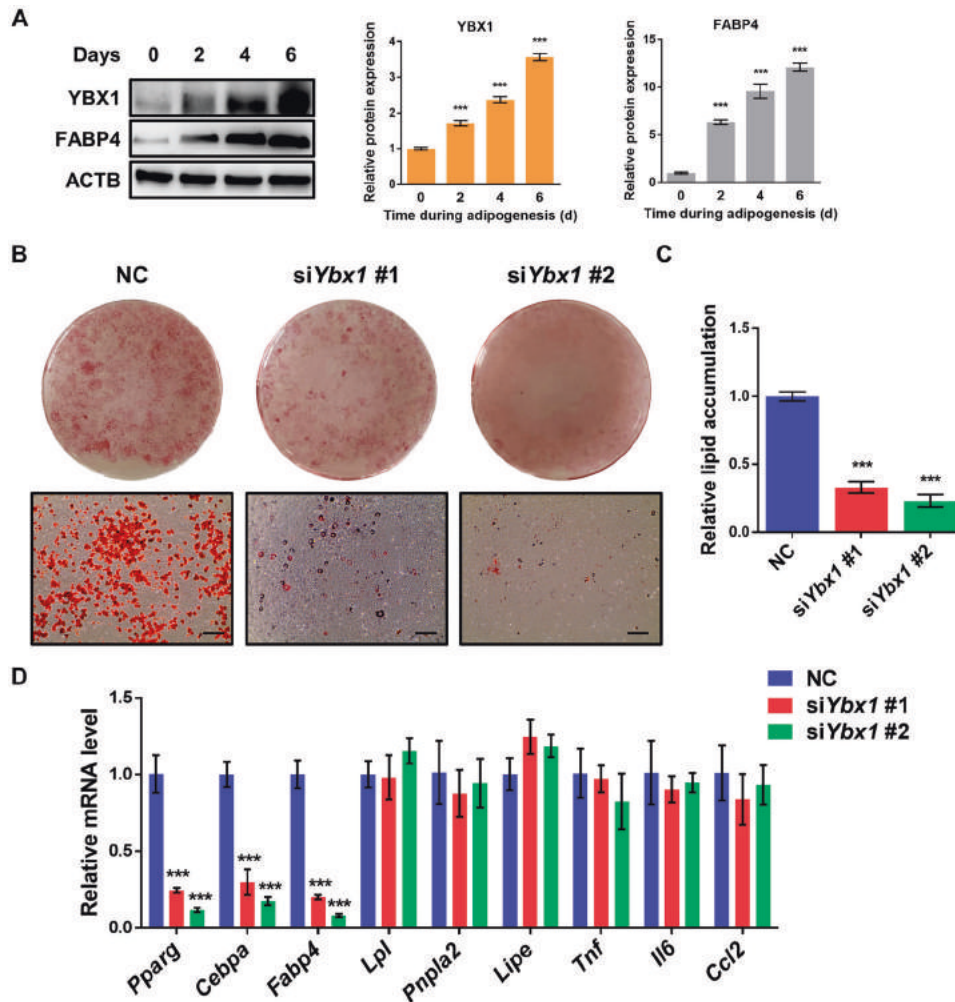 A
Days 0 2 4 6
YBX1
FABP4
ACTB
YBX1
Relative protein expression
4
3
2
1
0
***
***
***
0 2 4 6
Time during adipogenesis (d)
FABP4
Relative protein expression
15
10
5
0
***
***
***
0 2 4 6
Time during adipogenesis (d)
B
NC siYbx1 #1 siYbx1 #2
C
Relative lipid accumulation
1.5
1.0
0.5
0.0
***
***
NC
siYbx1 #1
siYbx1 #2
D
NC
siYbx1 #1
siYbx1 #2
Relative mRNA level
1.5
1.0
0.5
0.0
*** *** *** *** *** ***
Pparg Cebpa Fabp4 Lpl Pnpla2 Lipe Tnf Il6 Ccl2